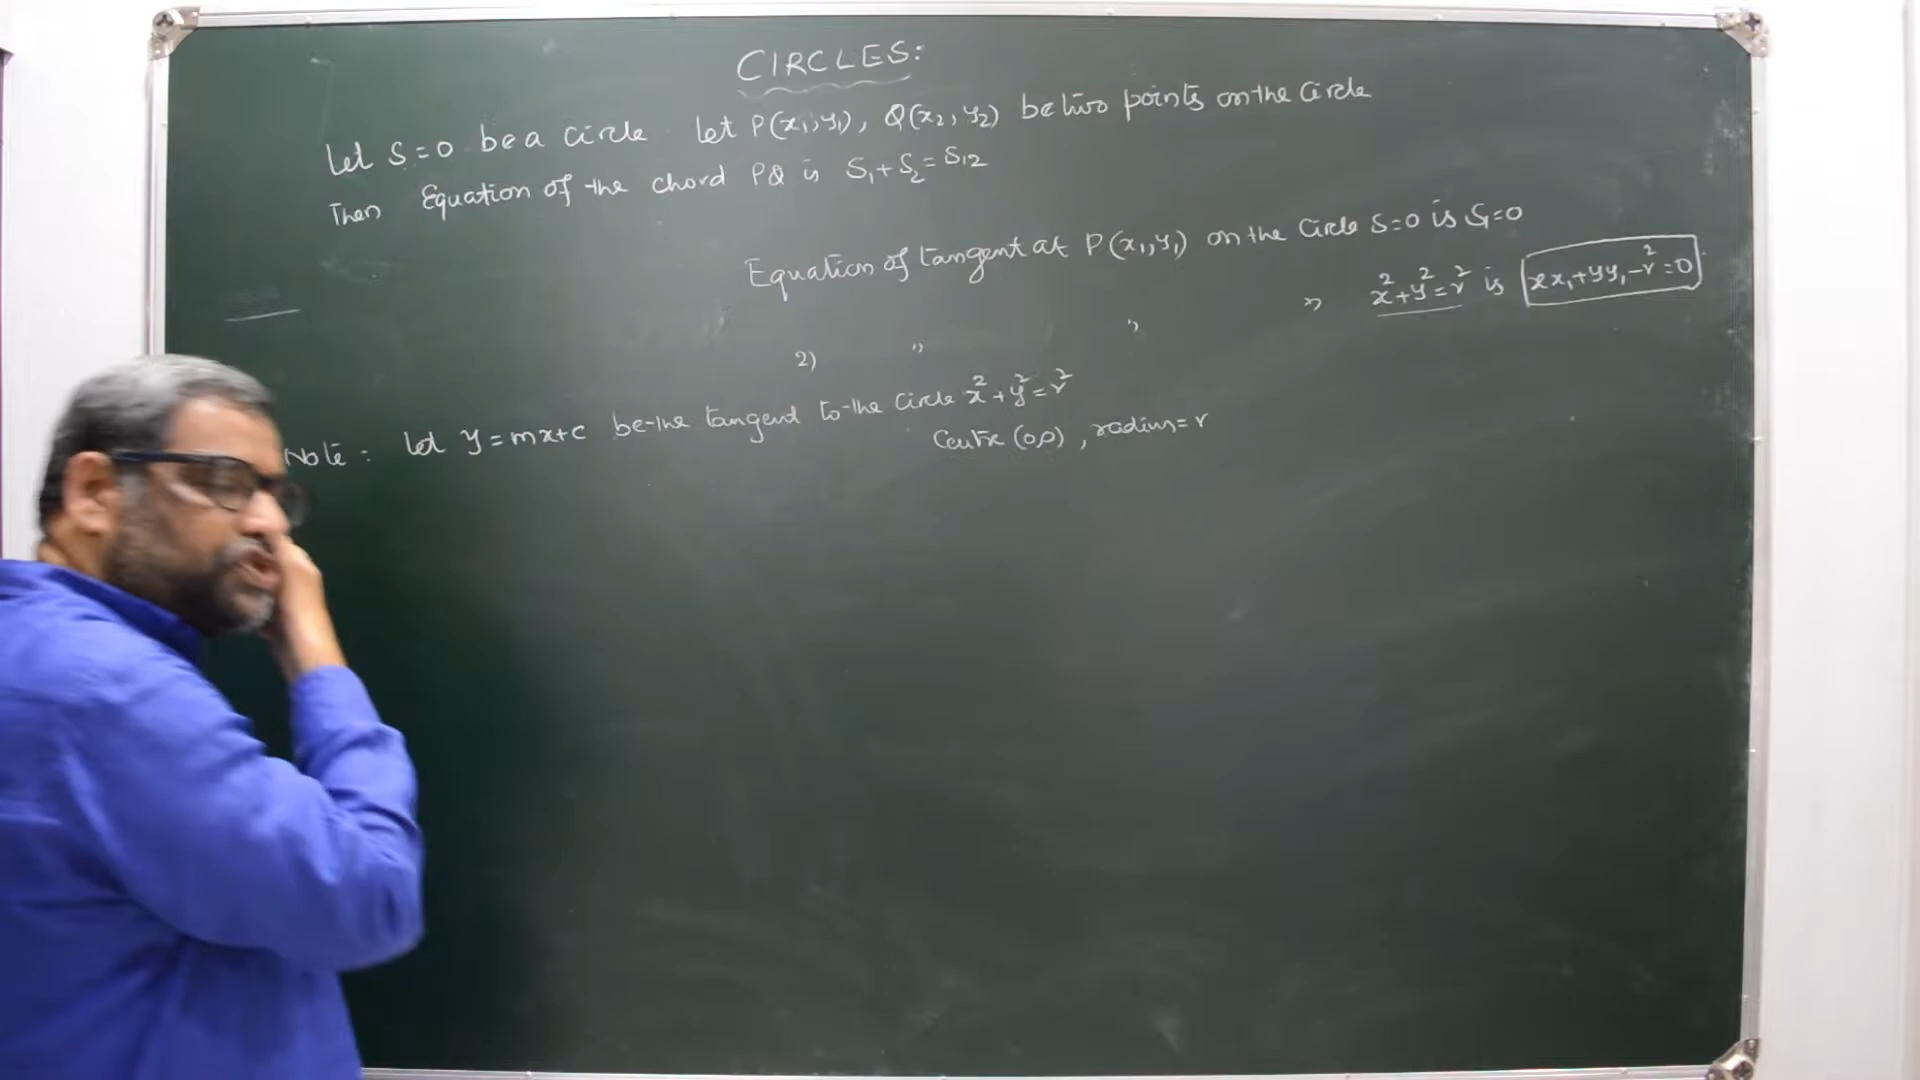 CIRCLES:
Let S=0 be a circle let P(x₁,y₁), Q(x₂,y₂) be two points on the circle
Then Equation of the chord PQ is S₁+S₂=S₁₂
Equation of tangent at P(x₁,y₁) on the circle S=0 is S₁=0
2) " " " x²+y²=r² is xx₁+yy₁-r²=0
Note: let y=mx+c be the tangent to the circle x²+y²=r²
Centre (0,0), radius=r